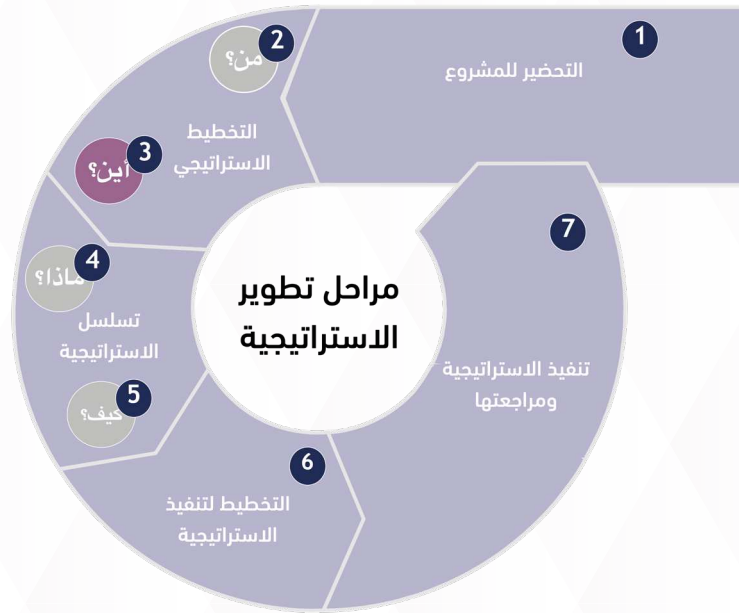 مراحل تطوير
الاستراتيجية
1
التحضير للمشروع
2
من؟
التخطيط
الاستراتيجي
3
أين؟
4
ماذا؟
تسلسل
الاستراتيجية
5
كيف؟
6
التخطيط لتنفيذ
الاستراتيجية
7
تنفيذ الاستراتيجية
ومراجعتها